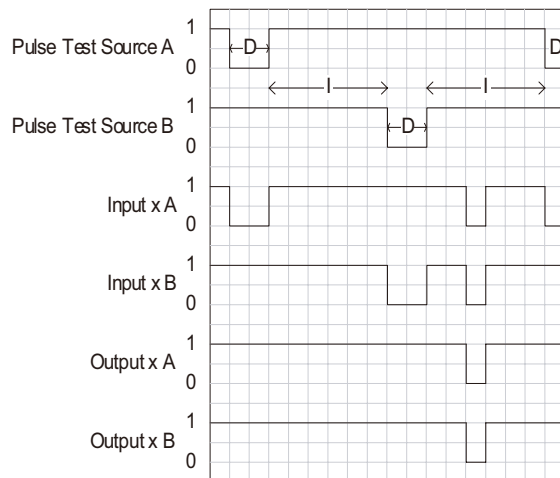 1
Pulse Test Source A
D
D
0
I
I
1
Pulse Test Source B
D
0
1
Input x A
0
1
Input x B
0
1
Output x A
0
1
Output x B
0